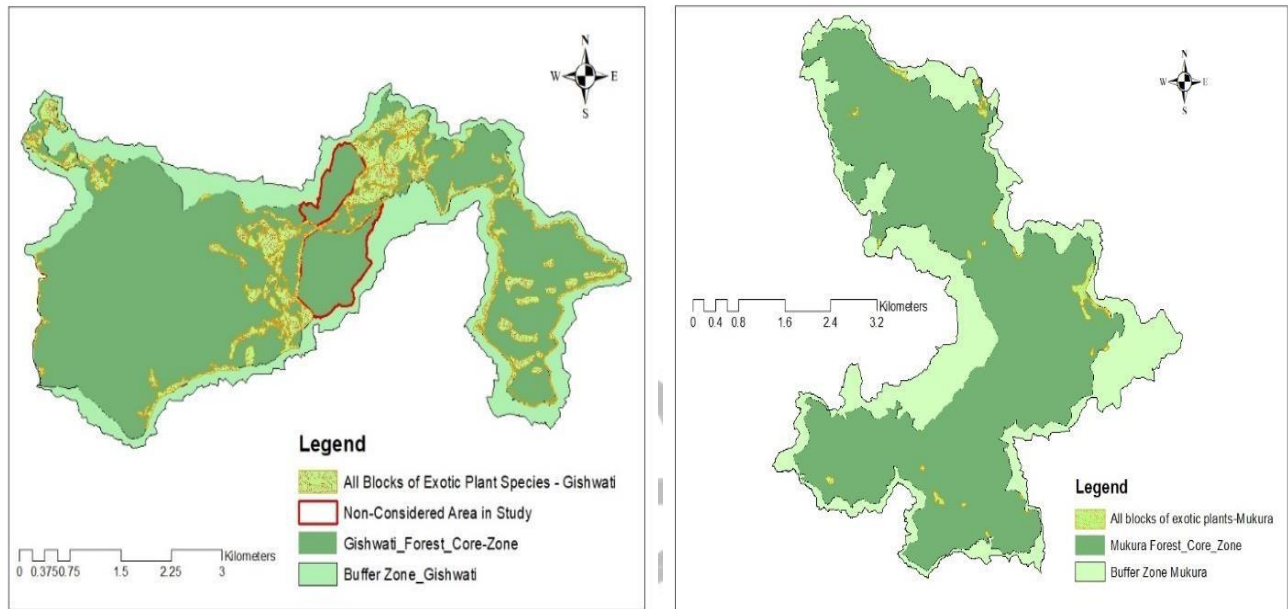 N
W E
S
Legend
All Blocks of Exotic Plant Species - Gishwati
Non-Considered Area in Study
Gishwati_Forest_Core-Zone
Buffer Zone_Gishwati
Kilometers
0 0.3750.75 1.5 2.25 3
N
W E
S
Kilometers
0 0.4 0.8 1.6 2.4 3.2
Legend
All blocks of exotic plants-Mukura
Mukura Forest_Core_Zone
Buffer Zone Mukura